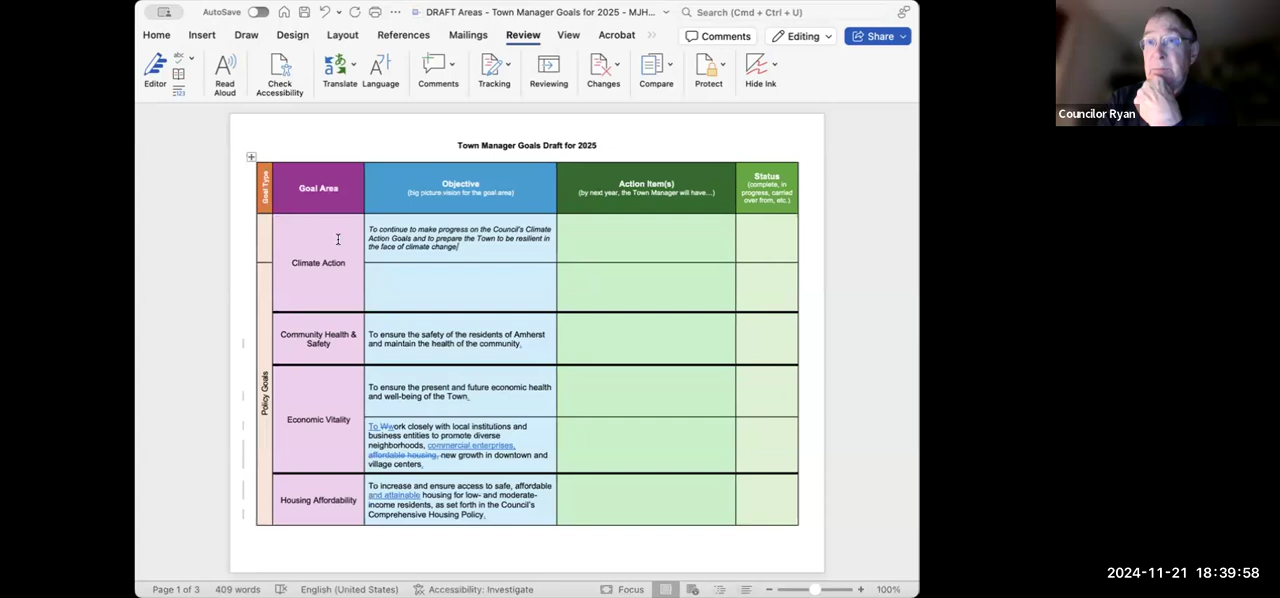 AutoSave
DRAFT Areas - Town Manager Goals for 2025 - MJH...
Search (Cmd + Ctrl + U)
Home Insert Draw Design Layout References Mailings Review View Acrobat >> Comments Editing Share
Editor
Read Aloud
Check Accessibility
Translate
Language
Comments
Tracking
Reviewing
Changes
Compare
Protect
Hide Ink
Councilor Ryan
Town Manager Goals Draft for 2025
Goal Type
Goal Area
Objective
(big picture vision for the goal area)
Action Item(s)
(by next year, the Town Manager will have...)
Status
(complete, in
progress, carried
over from, etc.)
Policy Goals
Climate Action
To continue to make progress on the Council's Climate
Action Goals and to prepare the Town to be resilient in
the face of climate change
Community Health &
Safety
To ensure the safety of the residents of Amherst
and maintain the health of the community.
Economic Vitality
To ensure the present and future economic health
and well-being of the Town.
To Wwork closely with local institutions and
business entities to promote diverse
neighborhoods, commercial enterprises,
affordable housing, new growth in downtown and
village centers.
Housing Affordability
To increase and ensure access to safe, affordable
and attainable housing for low- and moderate-
income residents, as set forth in the Council's
Comprehensive Housing Policy.
Page 1 of 3 409 words English (United States) Accessibility: Investigate Focus 100%
2024-11-21 18:39:58